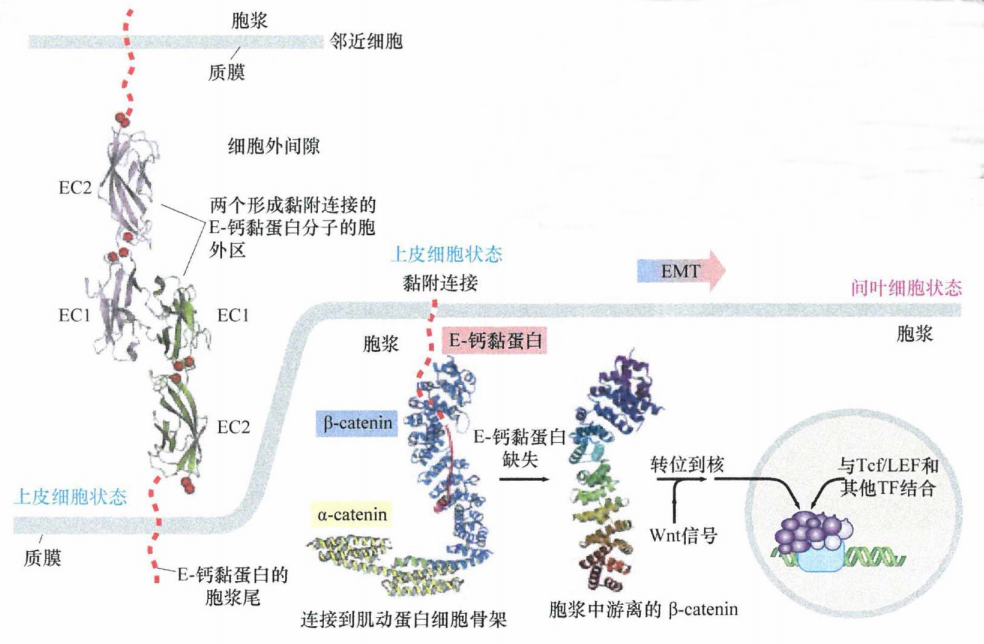 胞浆
邻近细胞
质膜
细胞外间隙
EC2
两个形成黏附连接的
E-钙黏蛋白分子的胞
外区
EC1
EC1
EC2
上皮细胞状态
质膜
E-钙黏蛋白的
胞浆尾
上皮细胞状态
黏附连接
胞浆
E-钙黏蛋白
β-catenin
α-catenin
连接到肌动蛋白细胞骨架
E-钙黏蛋白
缺失
EMT
间叶细胞状态
胞浆
胞浆中游离的 β-catenin
转位到核
Wnt信号
与Tcf/LEF和
其他TF结合